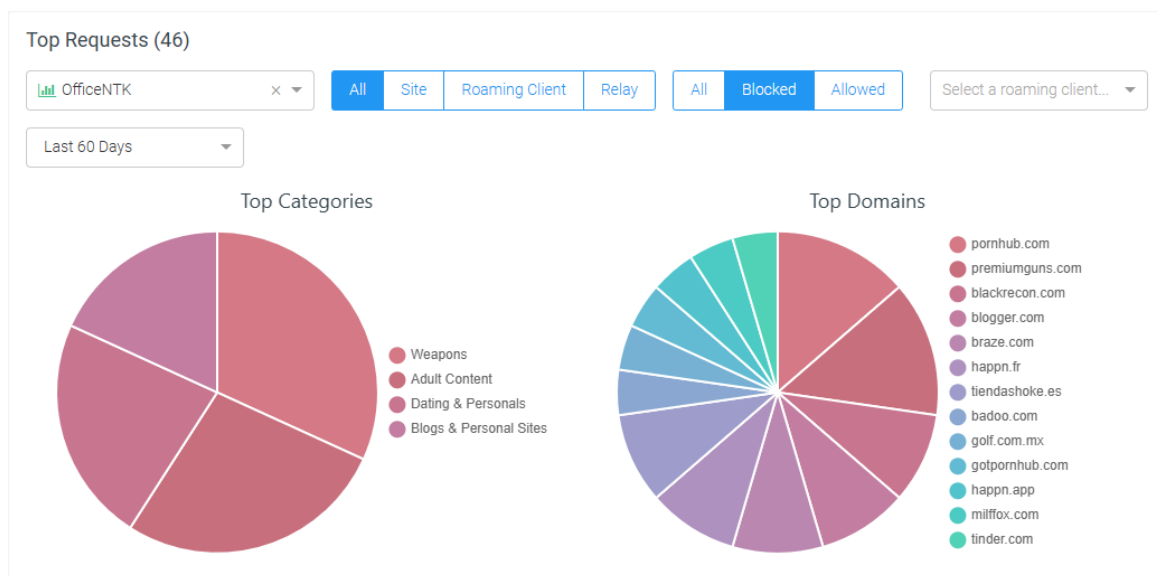 Top Requests (46)
OfficeNTK
All Site Roaming Client Relay
All Blocked Allowed
Select a roaming client...
Last 60 Days
Top Categories
Weapons
Adult Content
Dating & Personals
Blogs & Personal Sites
Top Domains
pornhub.com
premiumguns.com
blackrecon.com
blogger.com
braze.com
happn.fr
tiendashoke.es
badoo.com
golf.com.mx
gotpornhub.com
happn.app
milffox.com
tinder.com